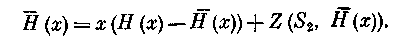 H̅ (x) = x (H (x) − H̅ (x)) + Z (S₂, H̅ (x)).